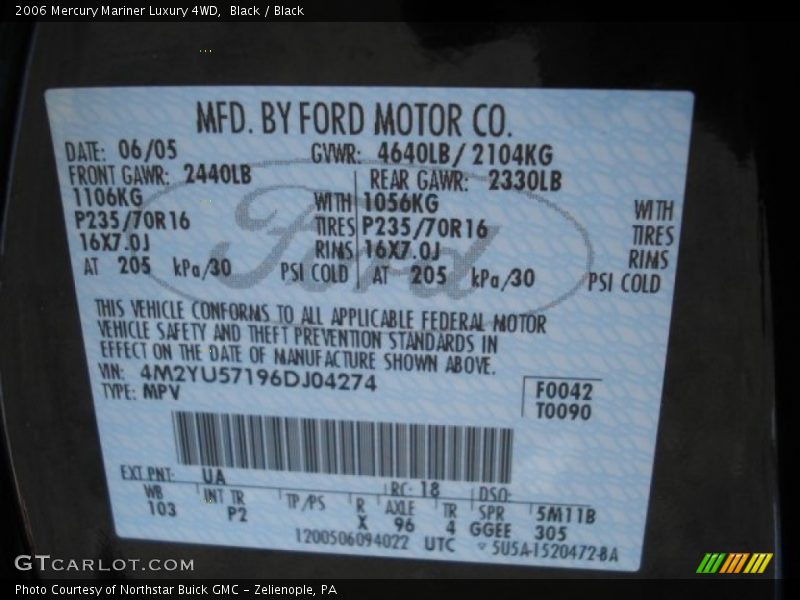 2006 Mercury Mariner Luxury 4WD, Black / Black
MFD. BY FORD MOTOR CO.
DATE: 06/05 GVWR: 4640LB/2104KG
FRONT GAWR: 2440LB REAR GAWR: 2330LB
1106KG WITH 1056KG WITH
P235/70R16 TIRES P235/70R16 TIRES
16X7.0J RIMS 16X7.0J RIMS
AT 205 kPa/30 PSI COLD AT 205 kPa/30 PSI COLD
Ford
THIS VEHICLE CONFORMS TO ALL APPLICABLE FEDERAL MOTOR
VEHICLE SAFETY AND THEFT PREVENTION STANDARDS IN
EFFECT ON THE DATE OF MANUFACTURE SHOWN ABOVE.
VIN: 4M2YU57196DJ04274
TYPE: MPV
F0042
T0090
EXT PNT: UA RC: 18 DSO:
WB INT TR TP/PS R AXLE TR SPR 5M11B
103 P2 X 96 4 GGEE 305
1200506094022 UTC 5U5A-1520472-BA
GTCARLOT.COM
Photo Courtesy of Northstar Buick GMC - Zelienople, PA